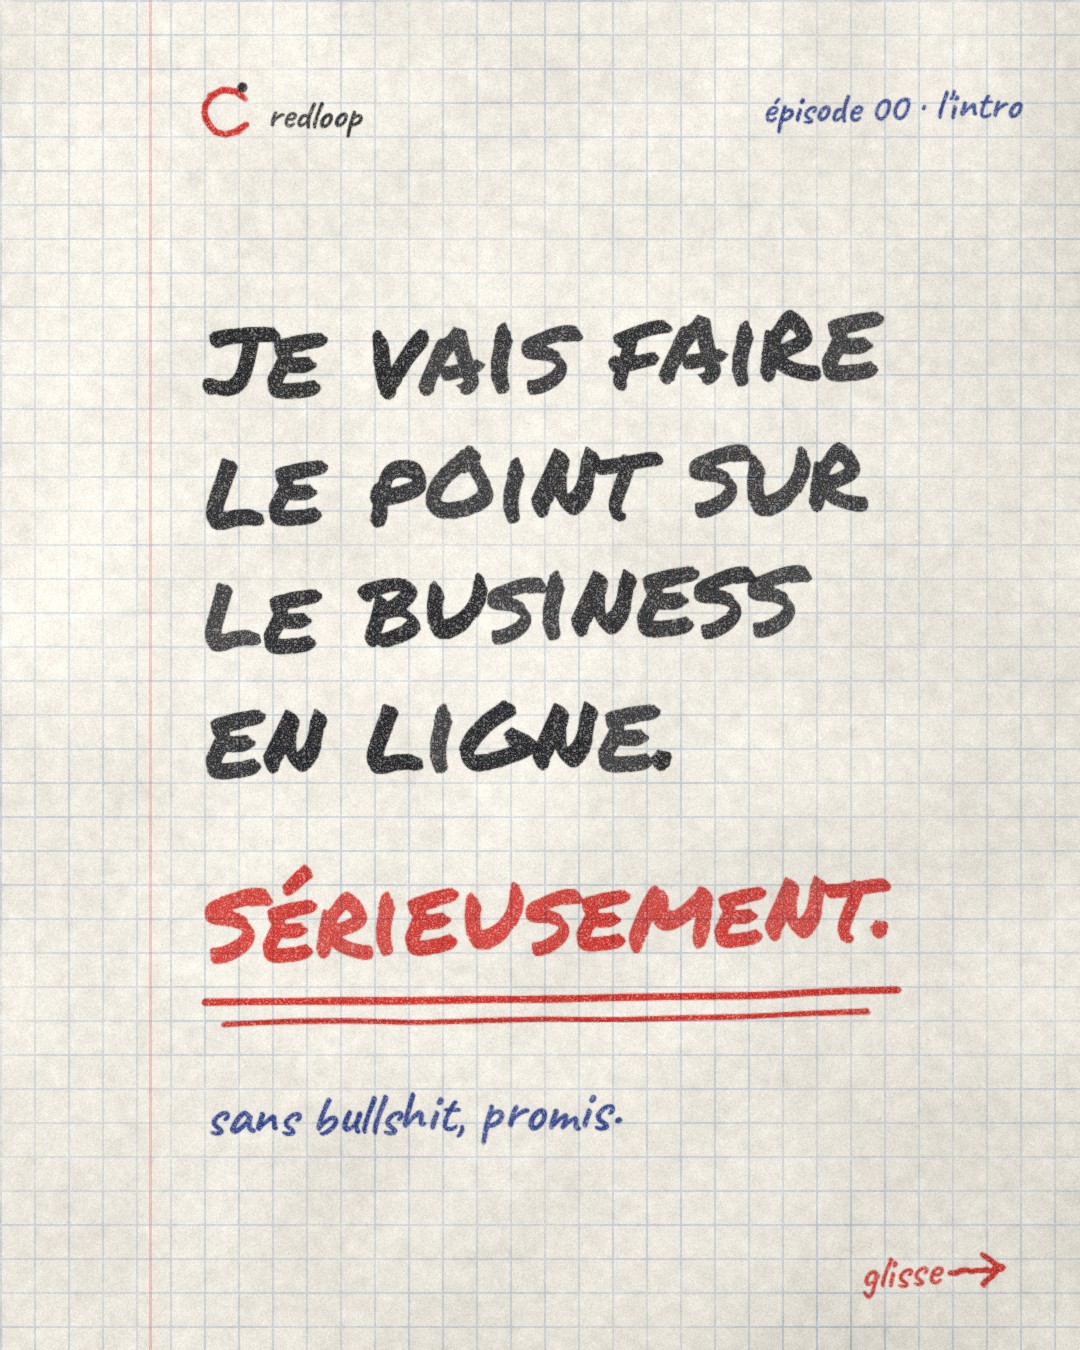 redloop
épisode 00 · l'intro
JE VAIS FAIRE
LE POINT SUR
LE BUSINESS
EN LIGNE.
SÉRIEUSEMENT.
sans bullshit, promis.
glisse →